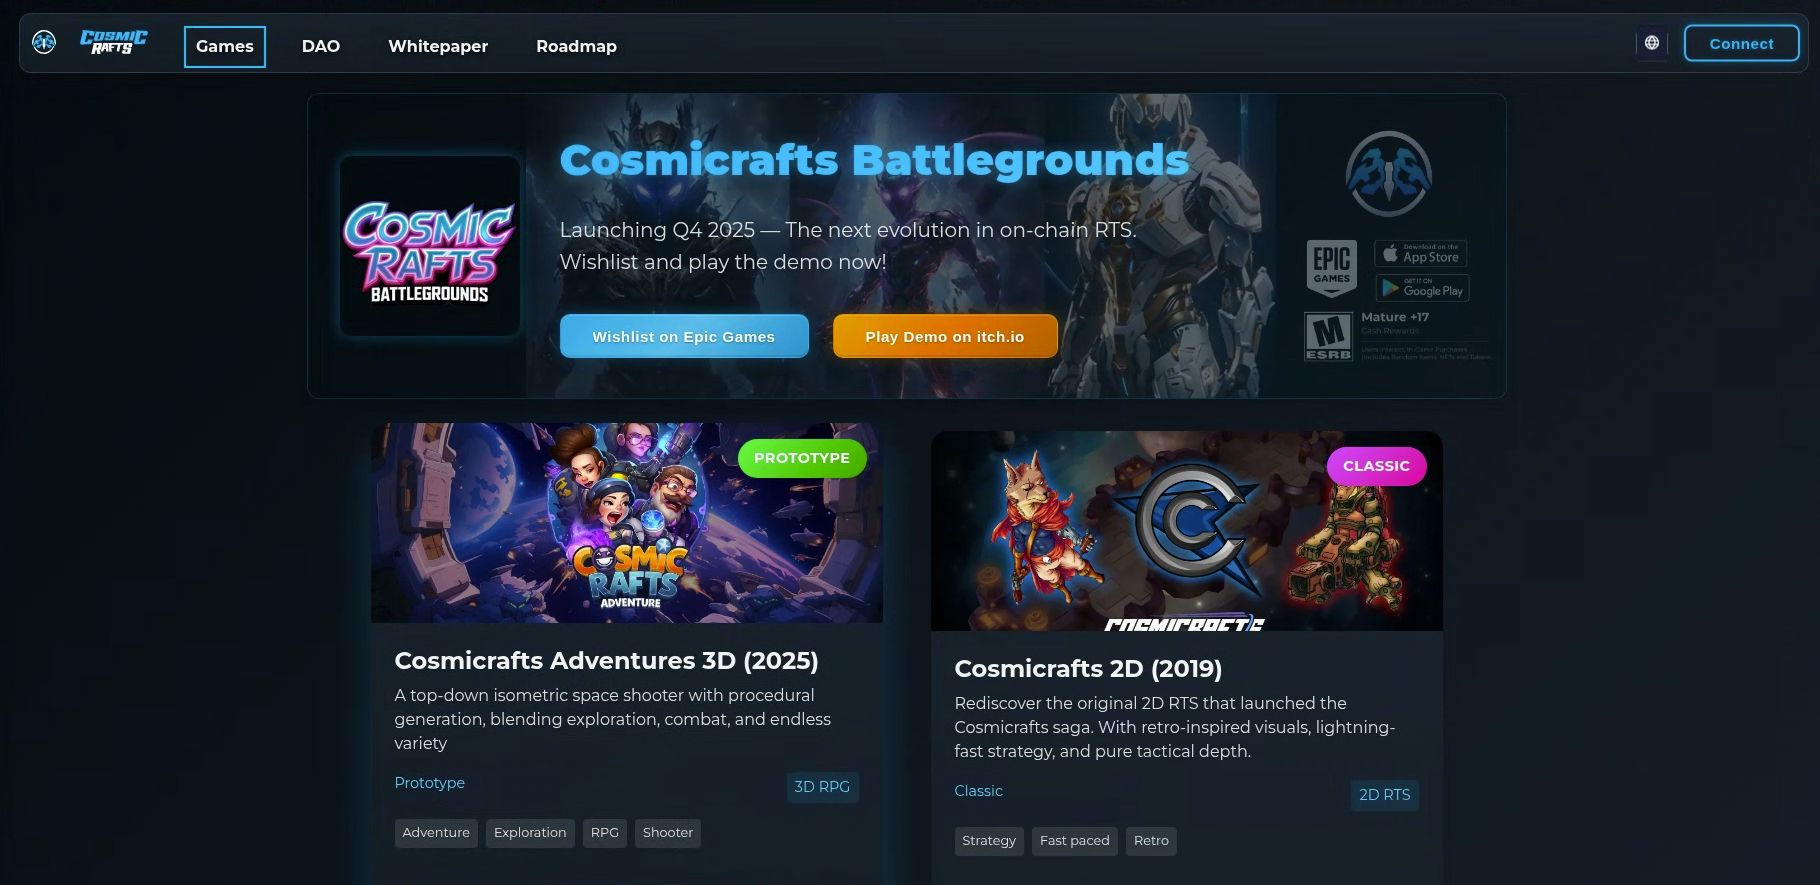 COSMIC
RAFTS
Games
DAO
Whitepaper
Roadmap
Connect
COSMIC
RAFTS
BATTLEGROUNDS
Cosmicrafts Battlegrounds
Launching Q4 2025 — The next evolution in on-chain RTS.
Wishlist and play the demo now!
Wishlist on Epic Games
Play Demo on itch.io
EPIC
GAMES
Download on the
App Store
GET IT ON
Google Play
M
ESRB
Mature +17
Cash Rewards
PROTOTYPE
COSMIC
RAFTS
ADVENTURE
Cosmicrafts Adventures 3D (2025)
A top-down isometric space shooter with procedural
generation, blending exploration, combat, and endless
variety
Prototype
3D RPG
Adventure
Exploration
RPG
Shooter
CLASSIC
COSMICRAFTS
Cosmicrafts 2D (2019)
Rediscover the original 2D RTS that launched the
Cosmicrafts saga. With retro-inspired visuals, lightning-
fast strategy, and pure tactical depth.
Classic
2D RTS
Strategy
Fast paced
Retro